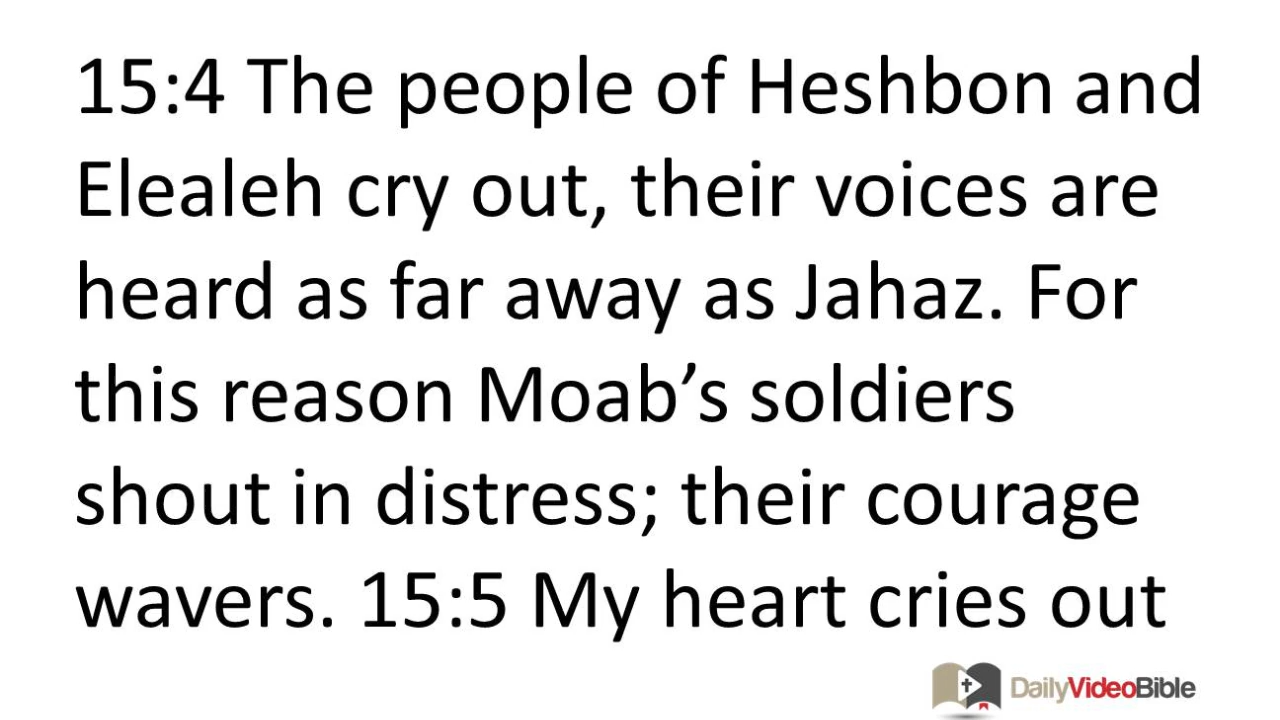 15:4 The people of Heshbon and
Elealeh cry out, their voices are
heard as far away as Jahaz. For
this reason Moab’s soldiers
shout in distress; their courage
wavers. 15:5 My heart cries out
DailyVideoBible